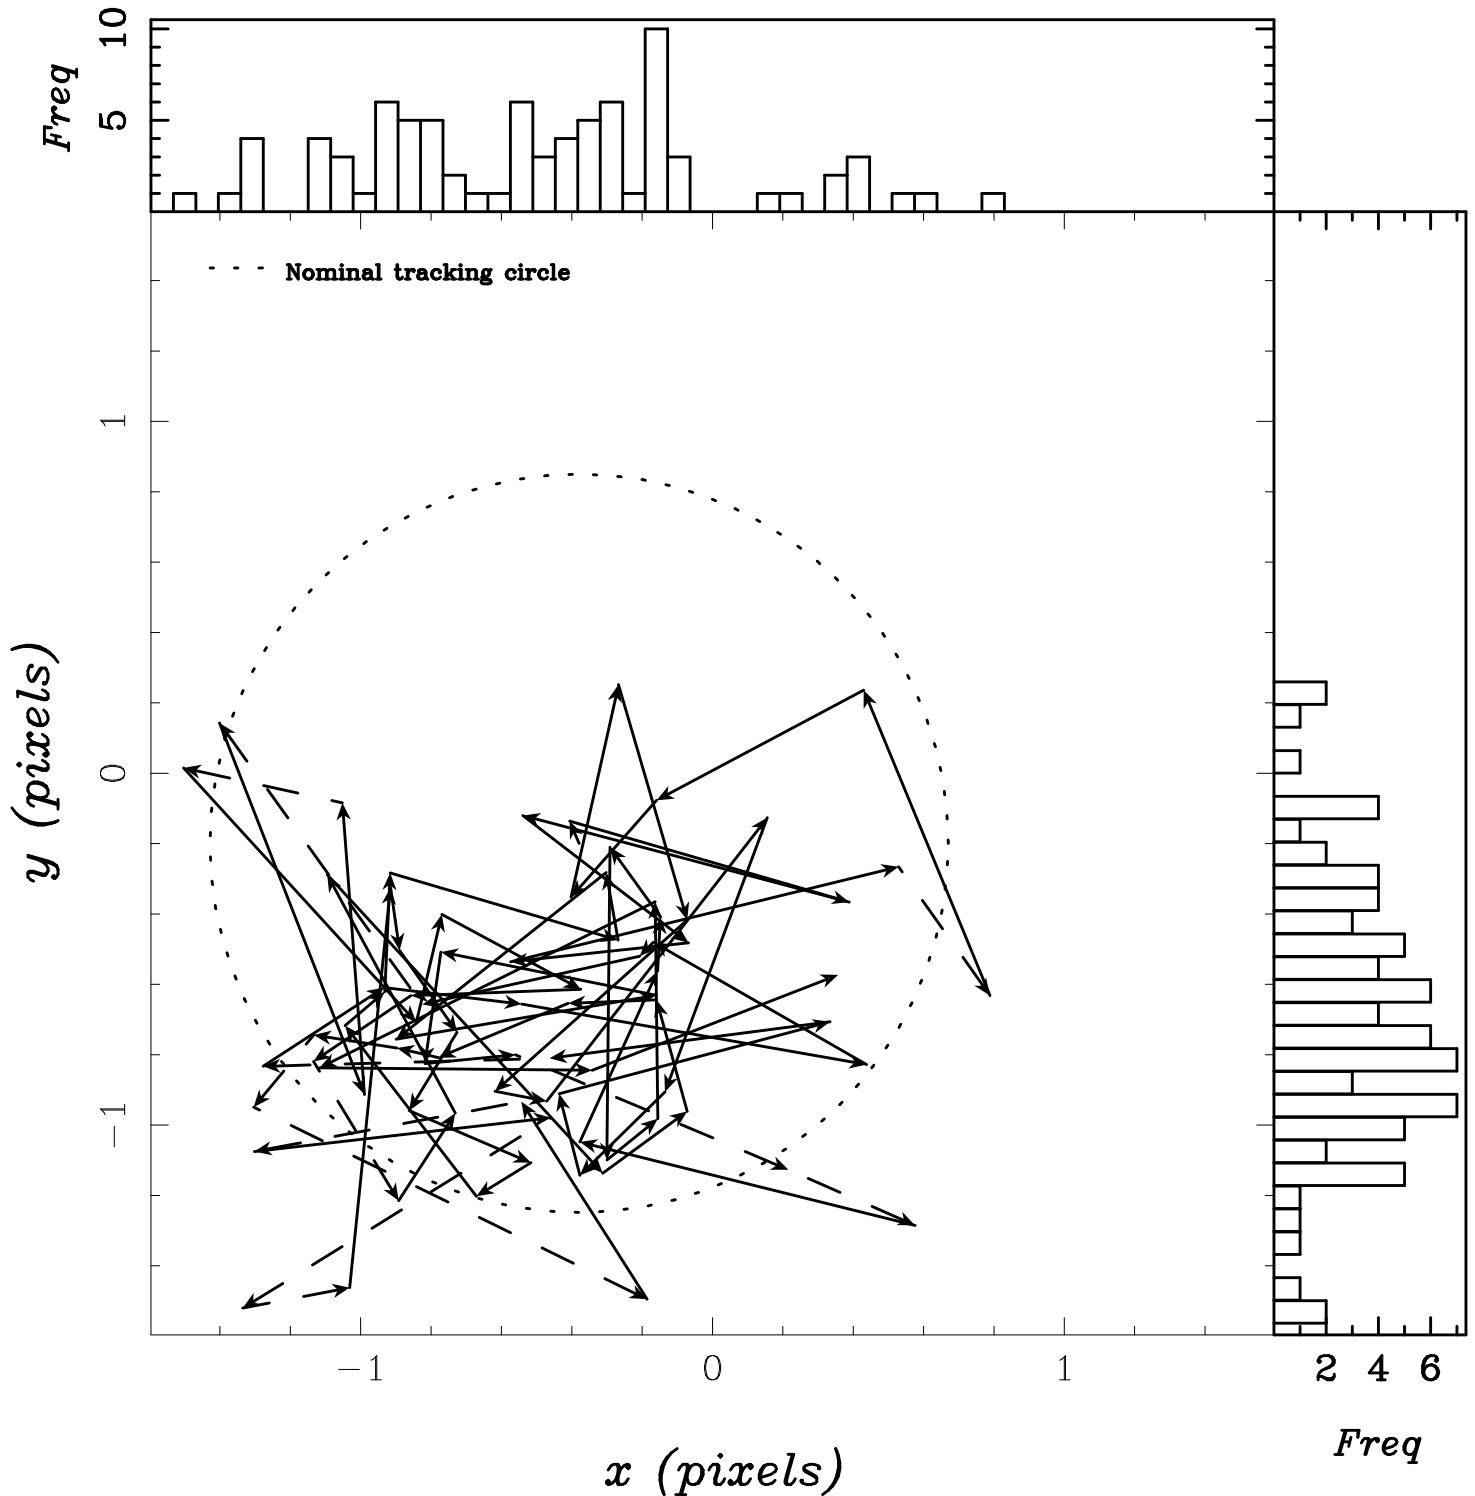 10
5
Freq
Nominal tracking circle
1
0
−1
y (pixels)
−1 0 1
x (pixels)
2 4 6
Freq